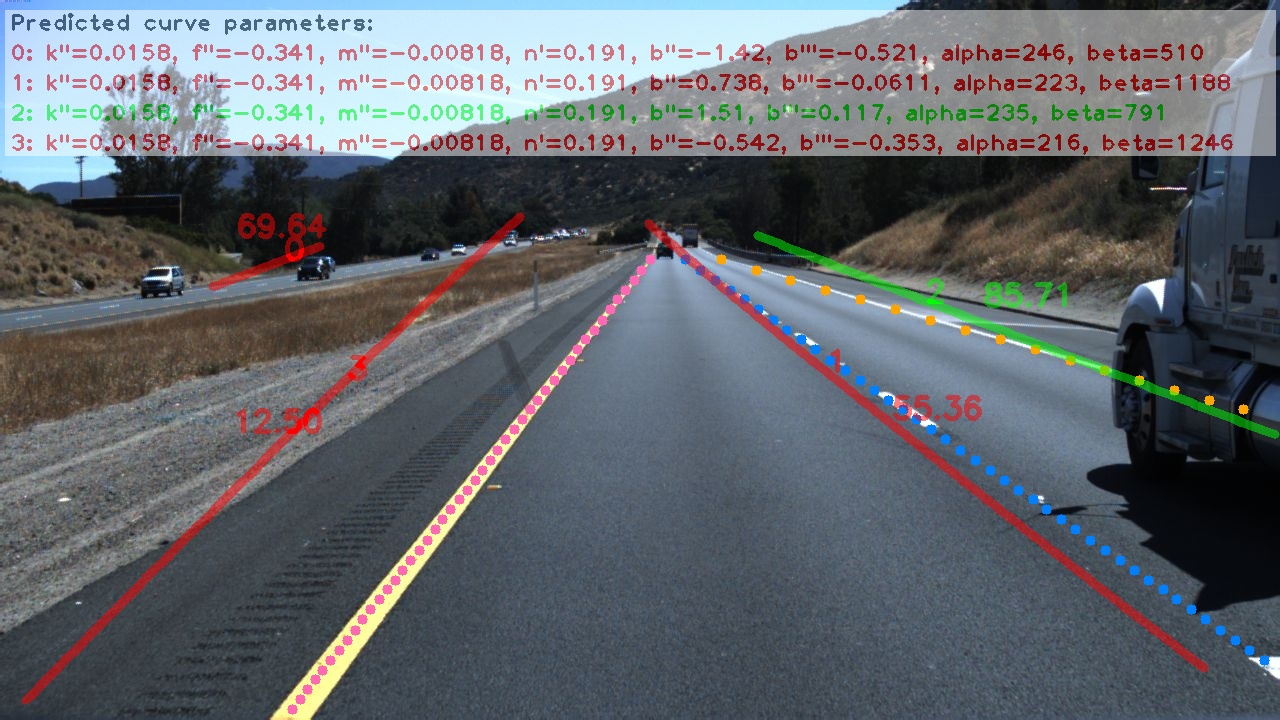 Predicted curve parameters:
0: k''=0.0158, f''=-0.341, m''=-0.00818, n'=0.191, b''=-1.42, b'''=-0.521, alpha=246, beta=510
1: k''=0.0158, f''=-0.341, m''=-0.00818, n'=0.191, b''=0.738, b'''=-0.0611, alpha=223, beta=1188
2: k''=0.0158, f''=-0.341, m''=-0.00818, n'=0.191, b''=1.51, b'''=0.117, alpha=235, beta=791
3: k''=0.0158, f''=-0.341, m''=-0.00818, n'=0.191, b''=-0.542, b'''=-0.353, alpha=216, beta=1246
69.64
0
2 85.71
3
1
12.50
55.36